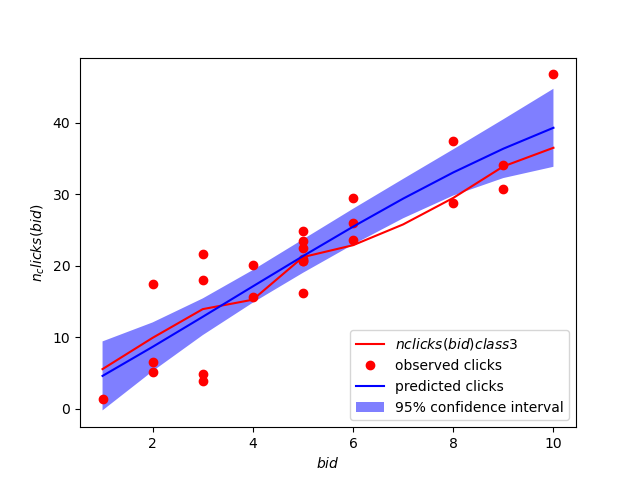 40
30
20
10
0
n_clicks(bid)
nclicks(bid)class3
observed clicks
predicted clicks
95% confidence interval
2 4 6 8 10
bid